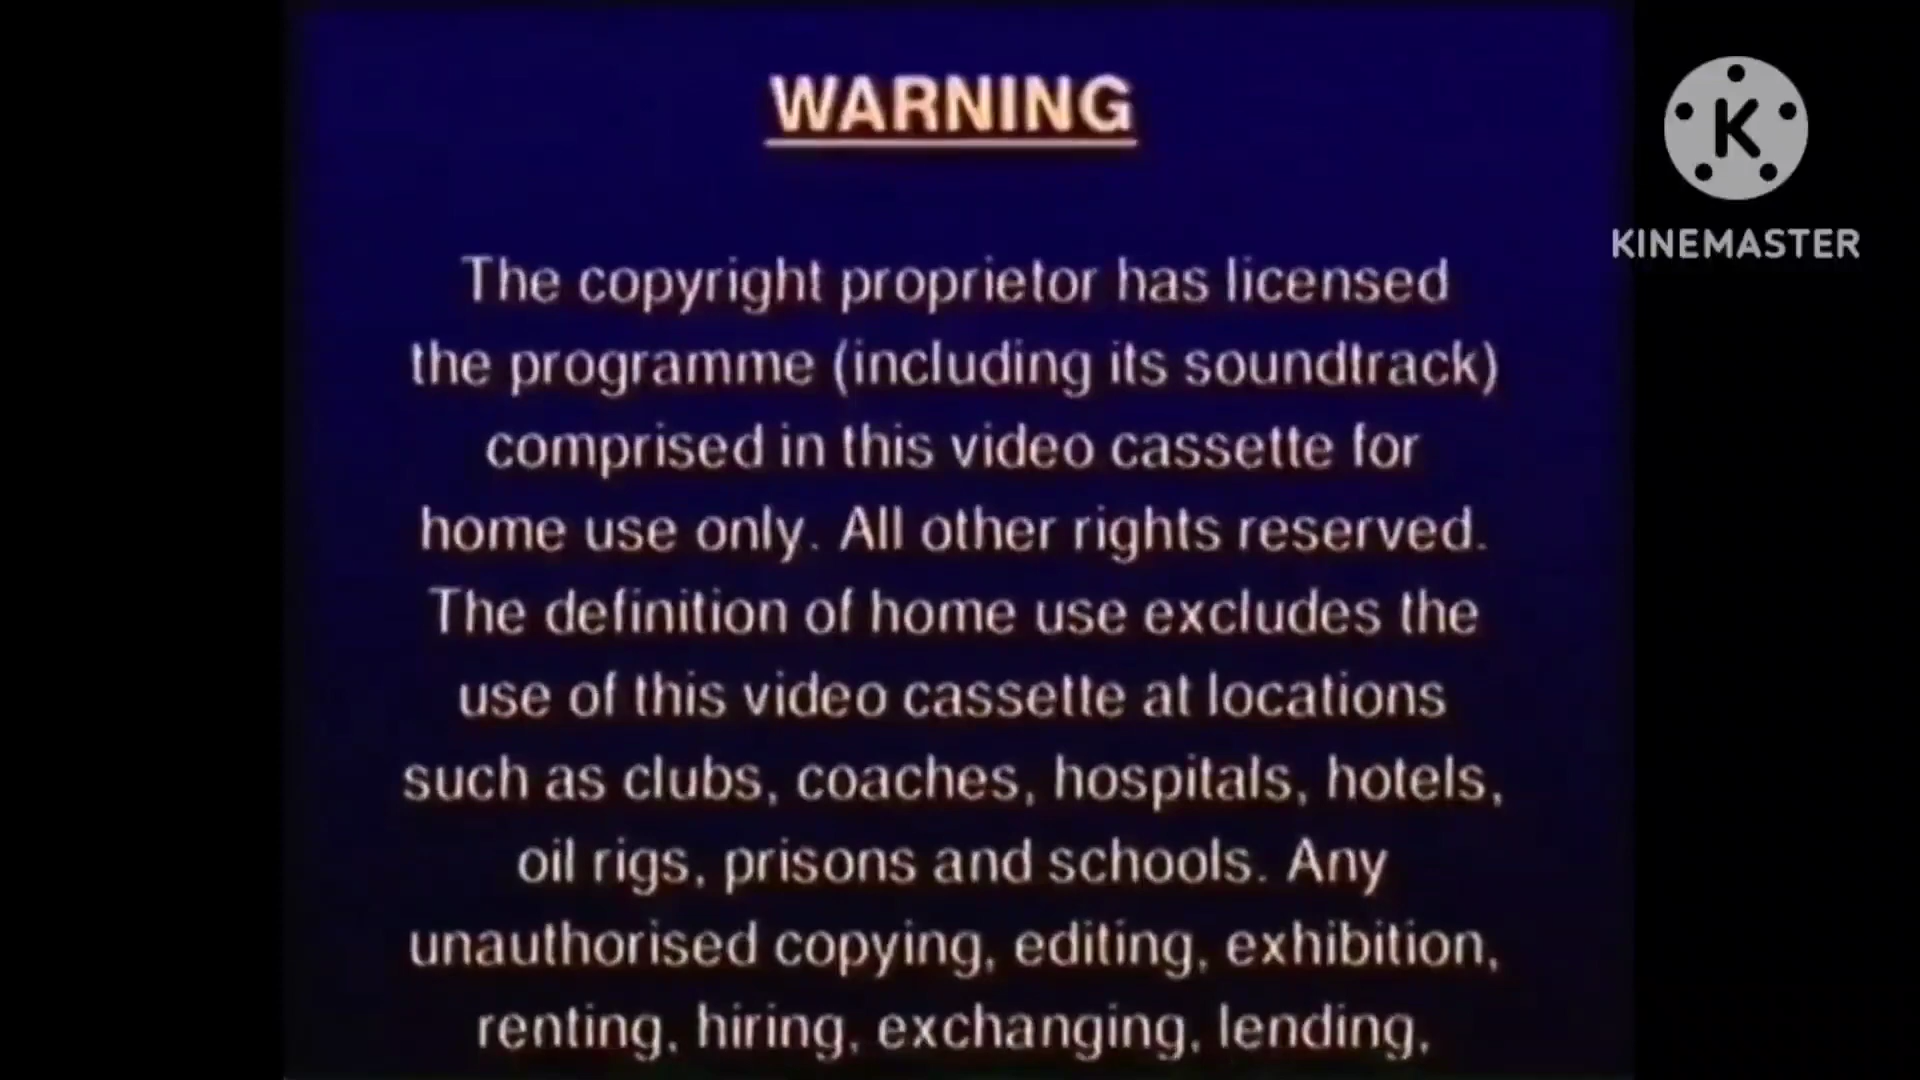 WARNING
K
KINEMASTER
The copyright proprietor has licensed
the programme (including its soundtrack)
comprised in this video cassette for
home use only. All other rights reserved.
The definition of home use excludes the
use of this video cassette at locations
such as clubs, coaches, hospitals, hotels,
oil rigs, prisons and schools. Any
unauthorised copying, editing, exhibition,
renting, hiring, exchanging, lending,